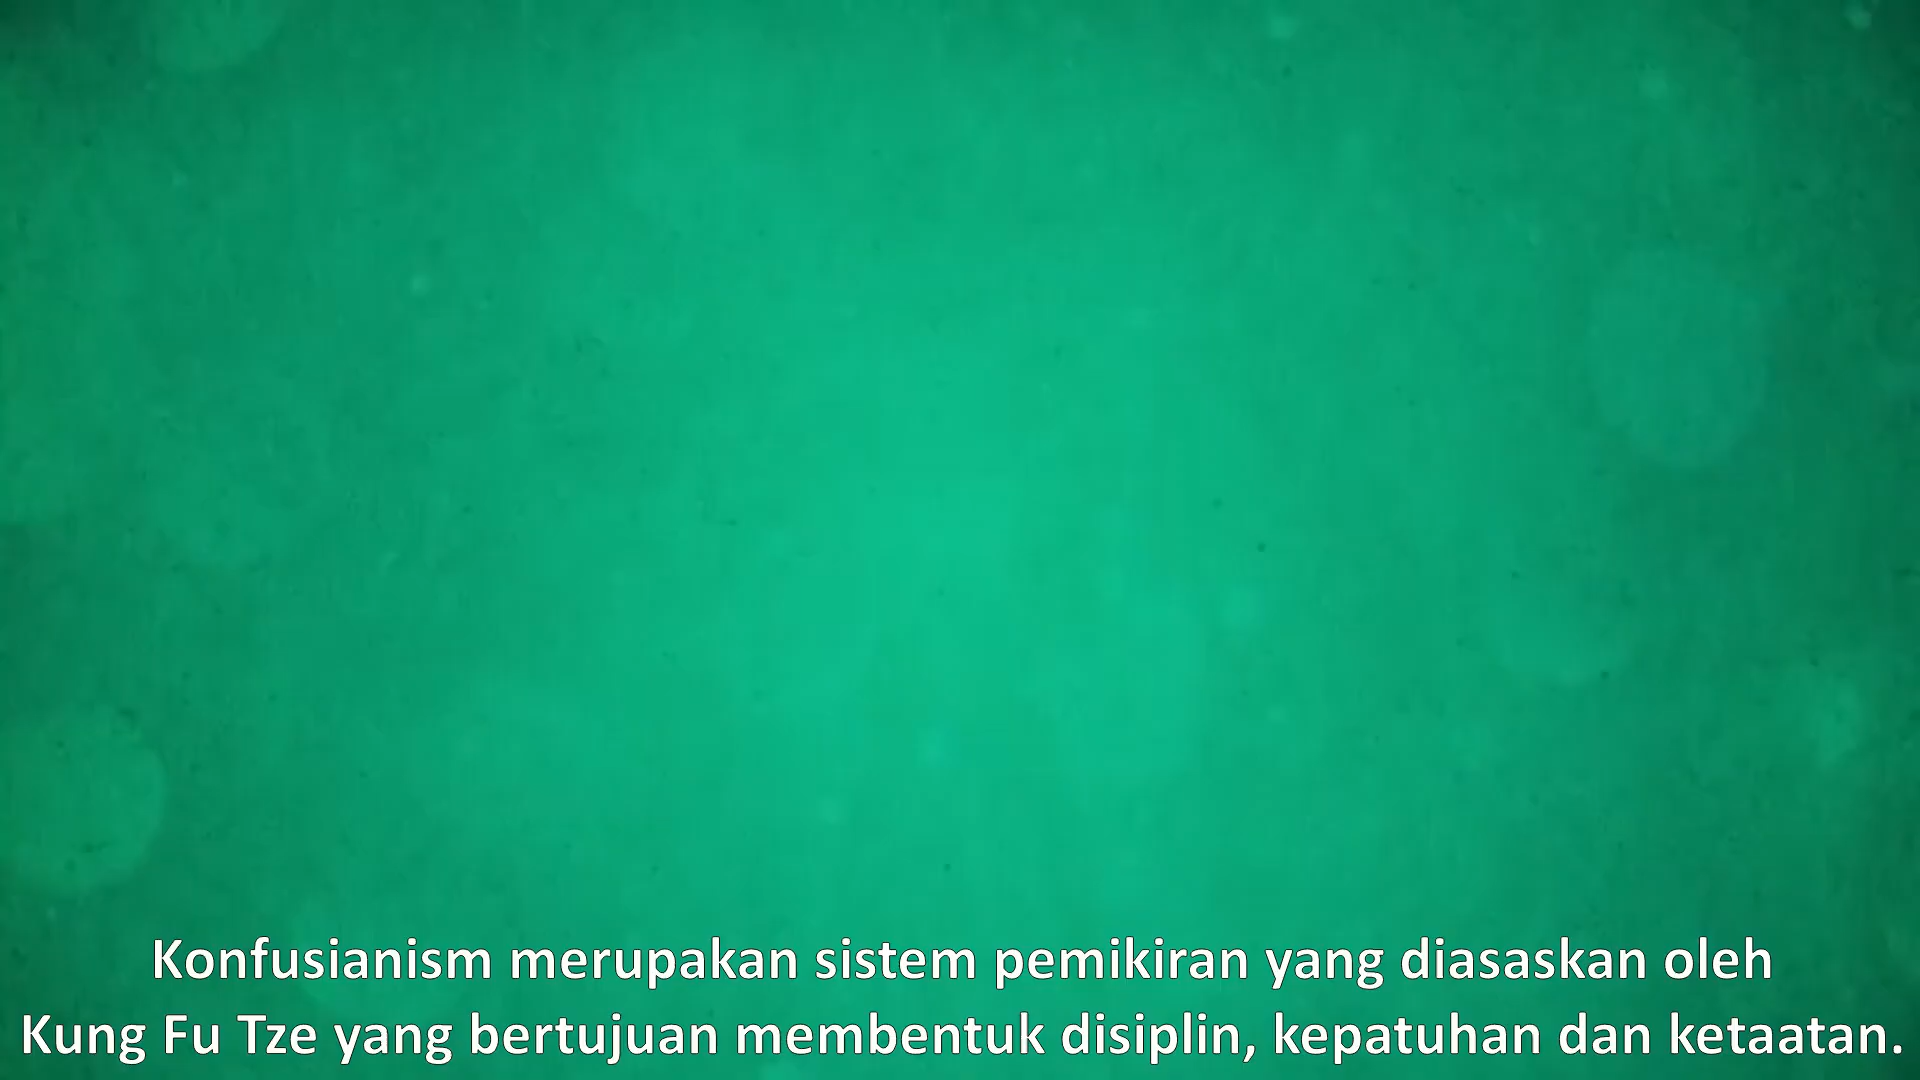 Konfusianism merupakan sistem pemikiran yang diasaskan oleh
Kung Fu Tze yang bertujuan membentuk disiplin, kepatuhan dan ketaatan.